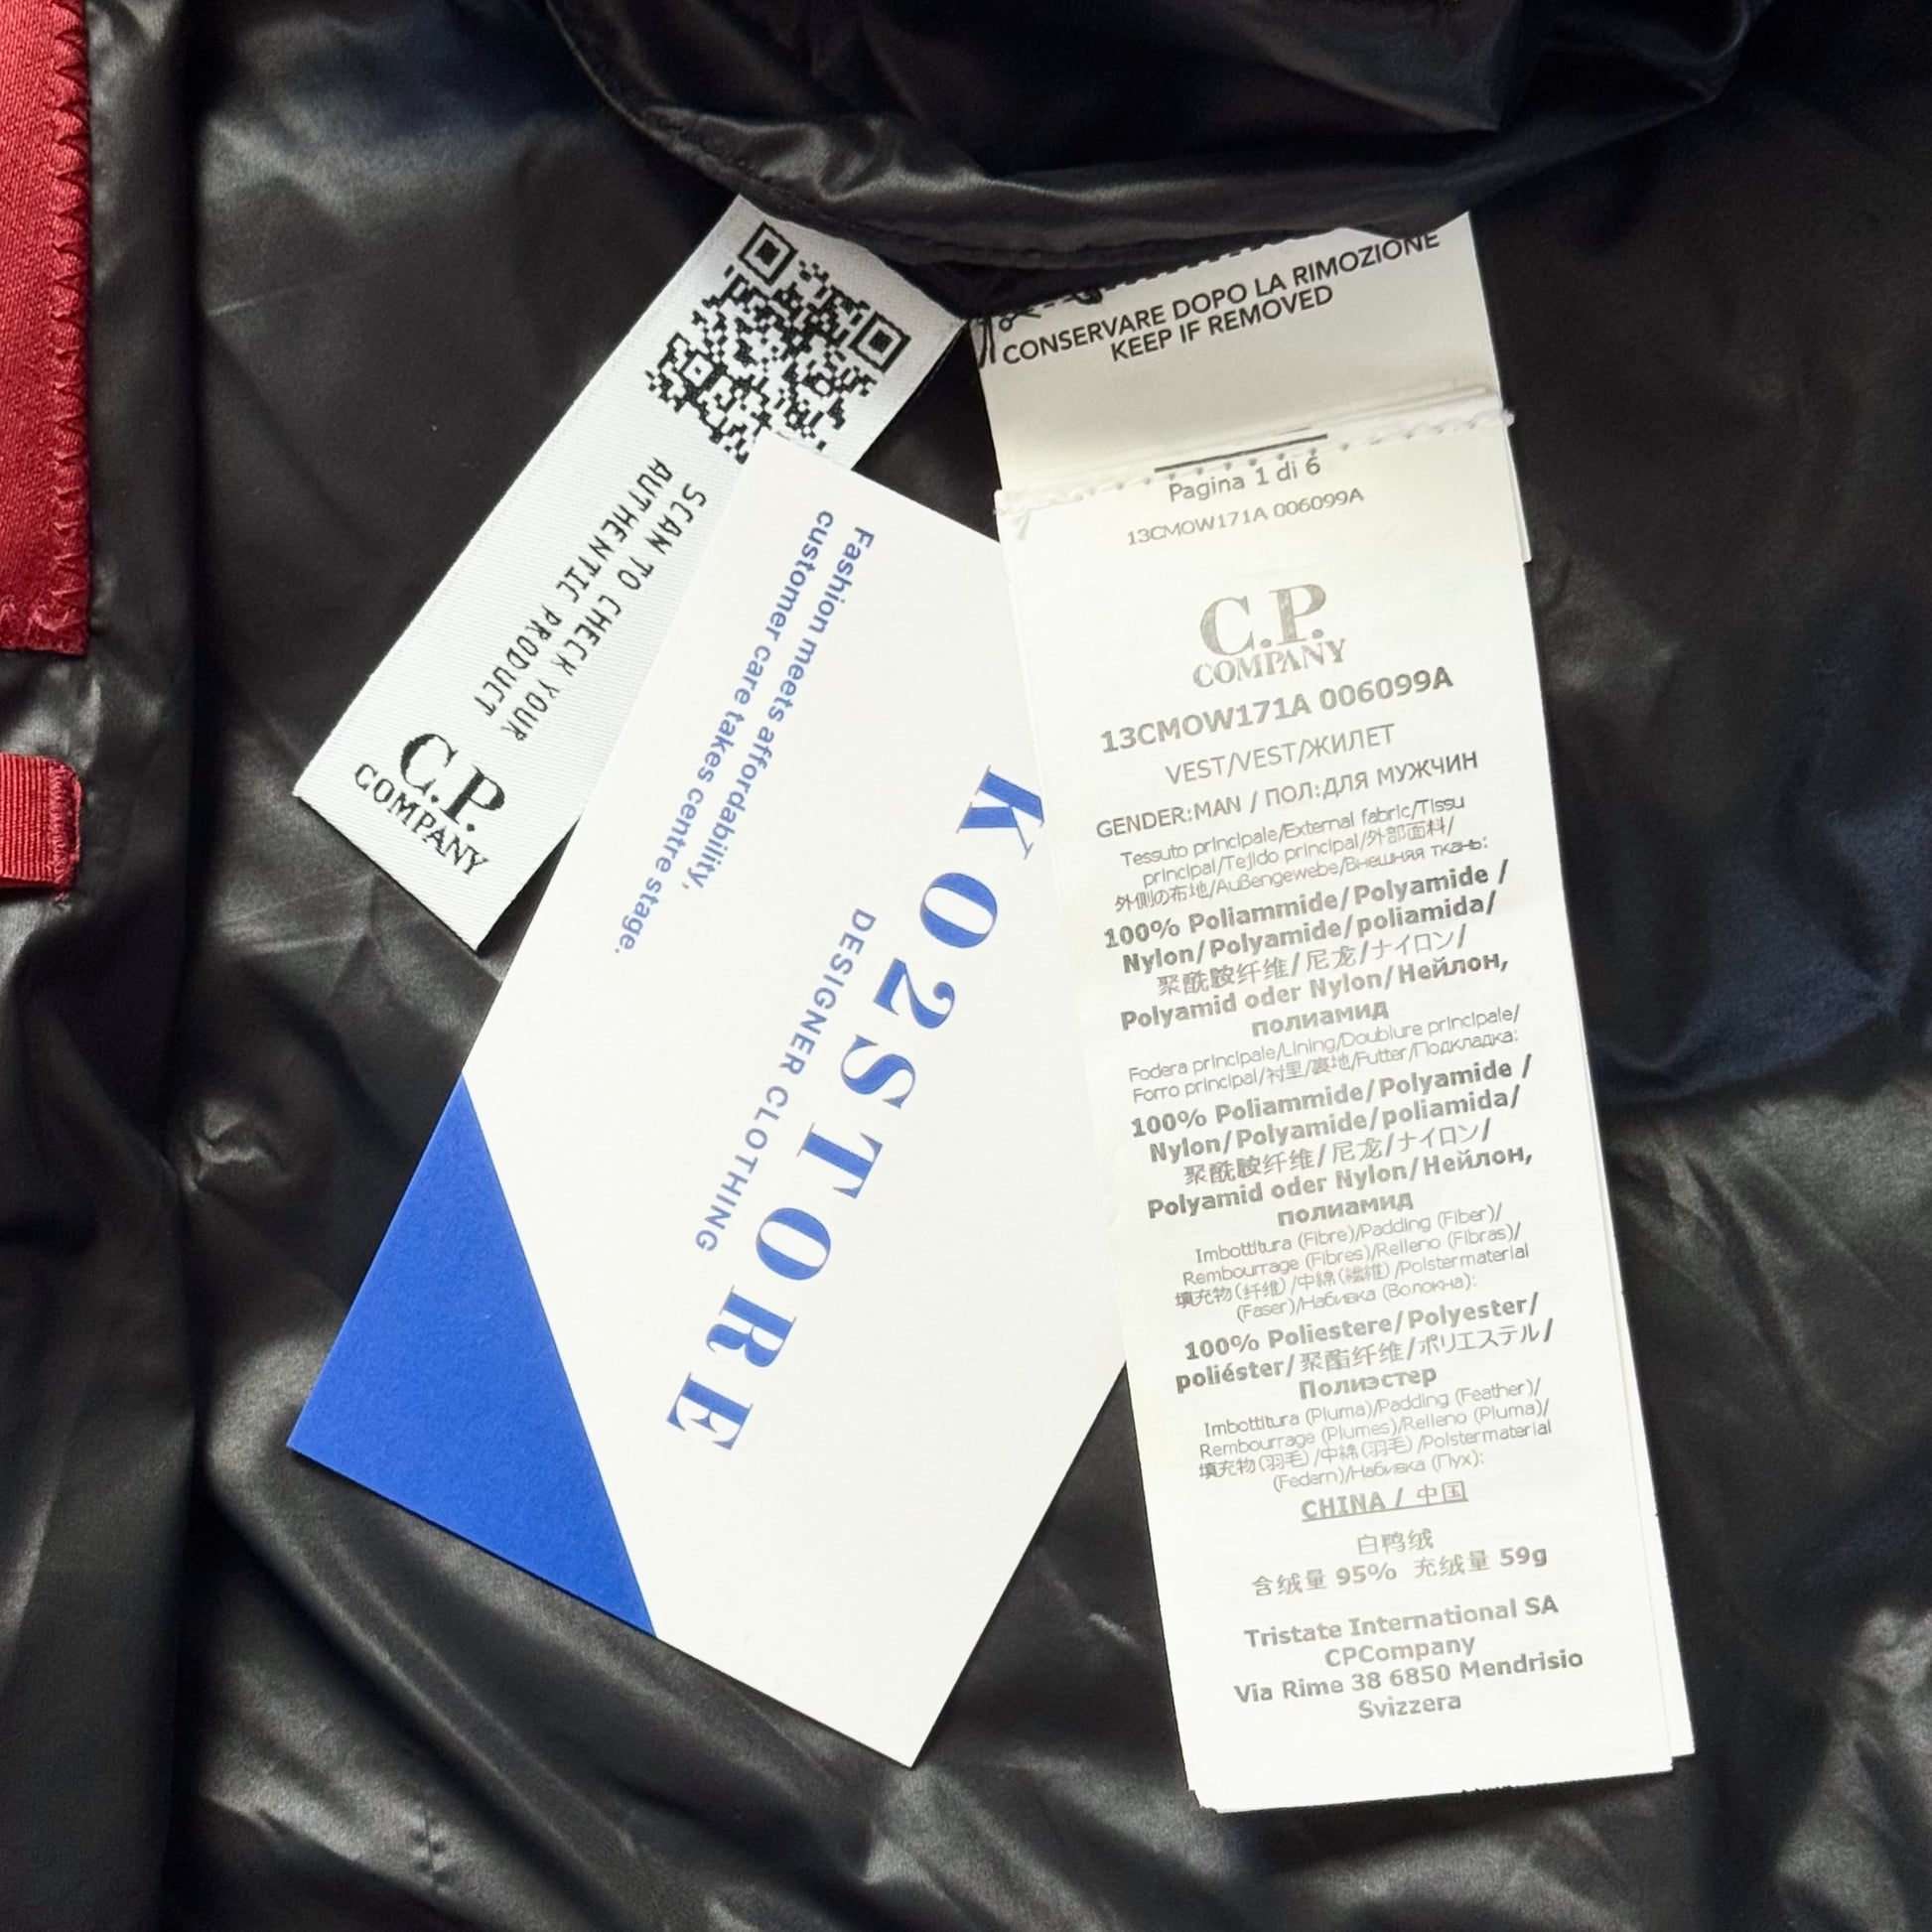 SCAN TO CHECK YOUR
AUTHENTIC PRODUCT
C.P.
COMPANY
Fashion meets affordability,
customer care takes centre stage.
KO2STORE
DESIGNER CLOTHING
CONSERVARE DOPO LA RIMOZIONE
KEEP IF REMOVED
Pagina 1 di 6
13CMOW171A 006099A
C.P.
COMPANY
13CMOW171A 006099A
VEST/VEST/ЖИЛЕТ
GENDER:MAN / ПОЛ:ДЛЯ МУЖЧИН
Tessuto principale/External fabric/Tissu
principal/Tejido principal/外部面料/
外側の布地/Außengewebe/Внешняя ткань:
100% Poliammide/Polyamide /
Nylon/Polyamide/poliamida/
聚酰胺纤维/尼龙/ナイロン/
Polyamid oder Nylon/Нейлон,
полиамид
Fodera principale/Lining/Doublure principale/
Forro principal/衬里/裏地/Futter/Подкладка:
100% Poliammide/Polyamide /
Nylon/Polyamide/poliamida/
聚酰胺纤维/尼龙/ナイロン/
Polyamid oder Nylon/Нейлон,
полиамид
Imbottitura (Fibre)/Padding (Fiber)/
Rembourrage (Fibres)/Relleno (Fibras)/
填充物(纤维)/中綿(繊維)/Polstermaterial
(Faser)/Набивка (Волокна):
100% Poliestere/Polyester/
poliéster/聚酯纤维/ポリエステル/
Полиэстер
Imbottitura (Piuma)/Padding (Feather)/
Rembourrage (Plumes)/Relleno (Pluma)/
填充物(羽毛)/中綿(羽毛)/Polstermaterial
(Federn)/Набивка (Пух):
CHINA / 中国
白鸭绒
含绒量 95% 充绒量 59g
Tristate International SA
CPCompany
Via Rime 38 6850 Mendrisio
Svizzera